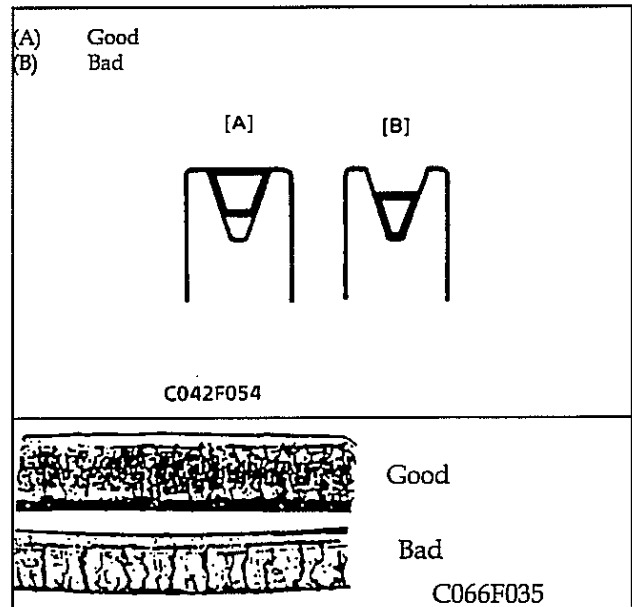 (A) Good
(B) Bad
[A] [B]
C042F054
Good
Bad
C066F035